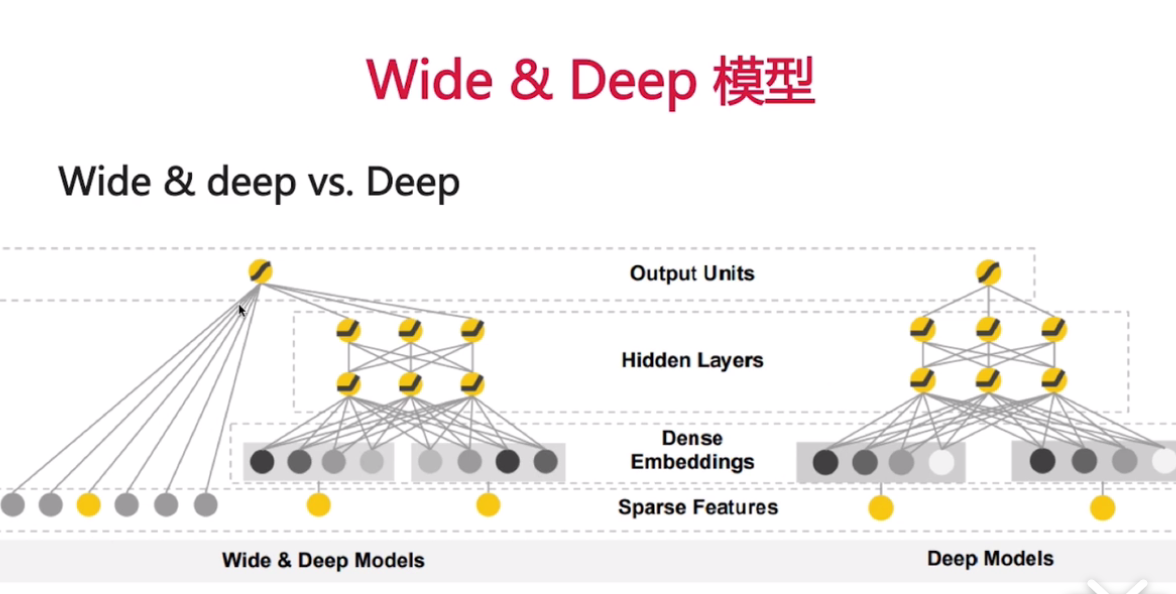 Wide & Deep 模型
Wide & deep vs. Deep
Output Units
Hidden Layers
Dense
Embeddings
Sparse Features
Wide & Deep Models
Deep Models